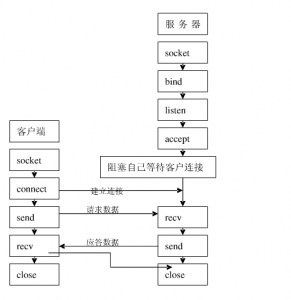 服务器
socket
bind
listen
accept
阻塞自己等待客户连接
客户端
socket
connect
建立连接
send
请求数据
recv
recv
应答数据
send
close
close